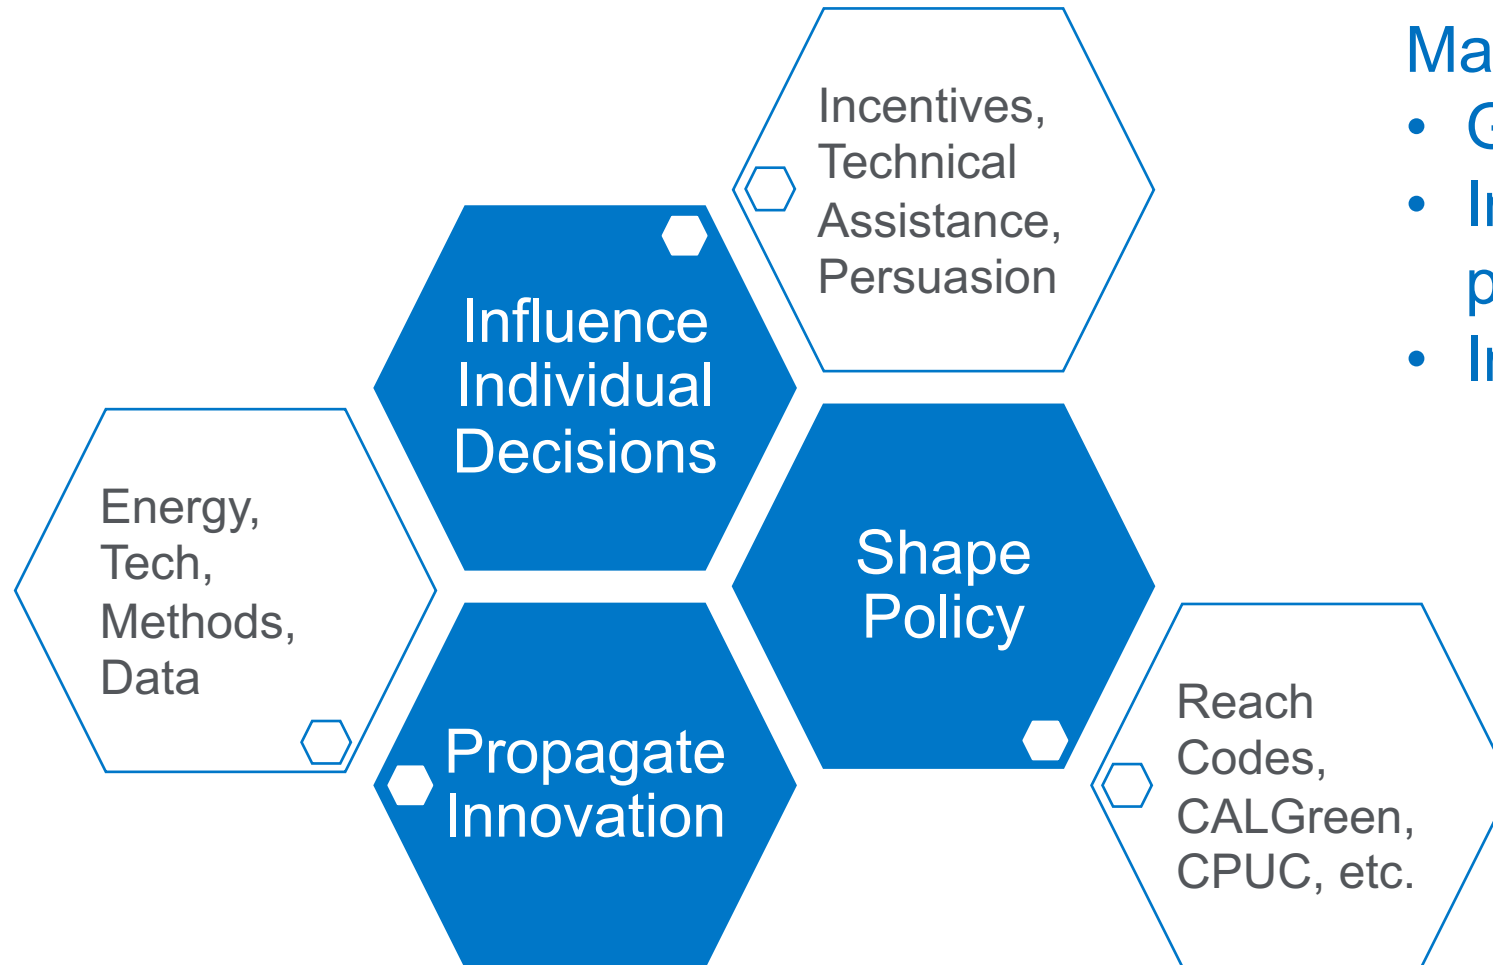 Incentives,
Technical
Assistance,
Persuasion
Influence
Individual
Decisions
Energy,
Tech,
Methods,
Data
Shape
Policy
Propagate
Innovation
Reach
Codes,
CALGreen,
CPUC, etc.